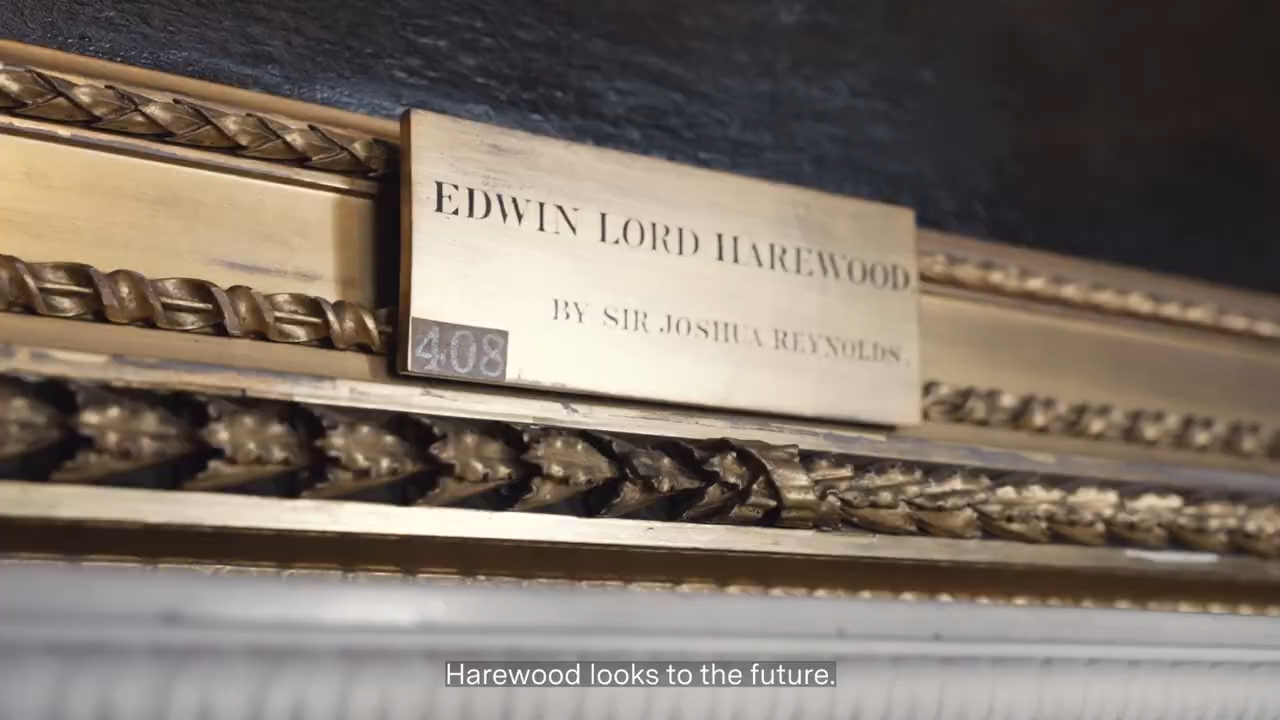 EDWIN LORD HAREWOOD
BY SIR JOSHUA REYNOLDS.
408
Harewood looks to the future.